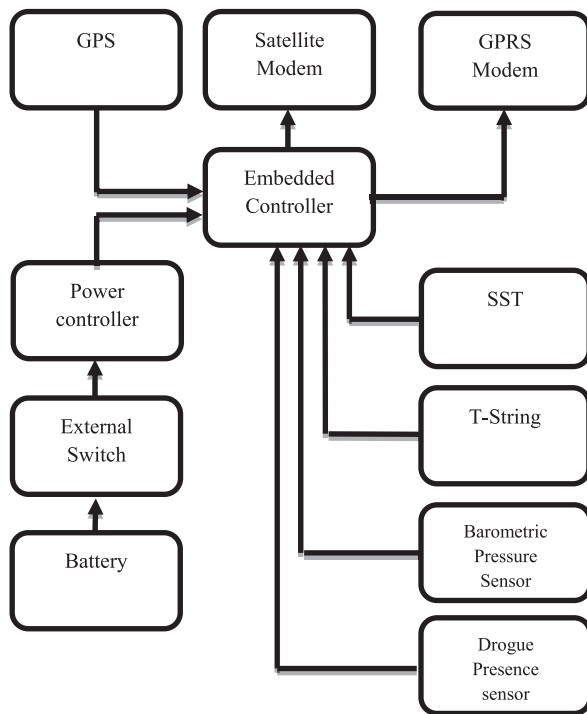 GPS
Satellite
Modem
GPRS
Modem
Embedded
Controller
Power
controller
SST
External
Switch
T-String
Battery
Barometric
Pressure
Sensor
Drogue
Presence
sensor